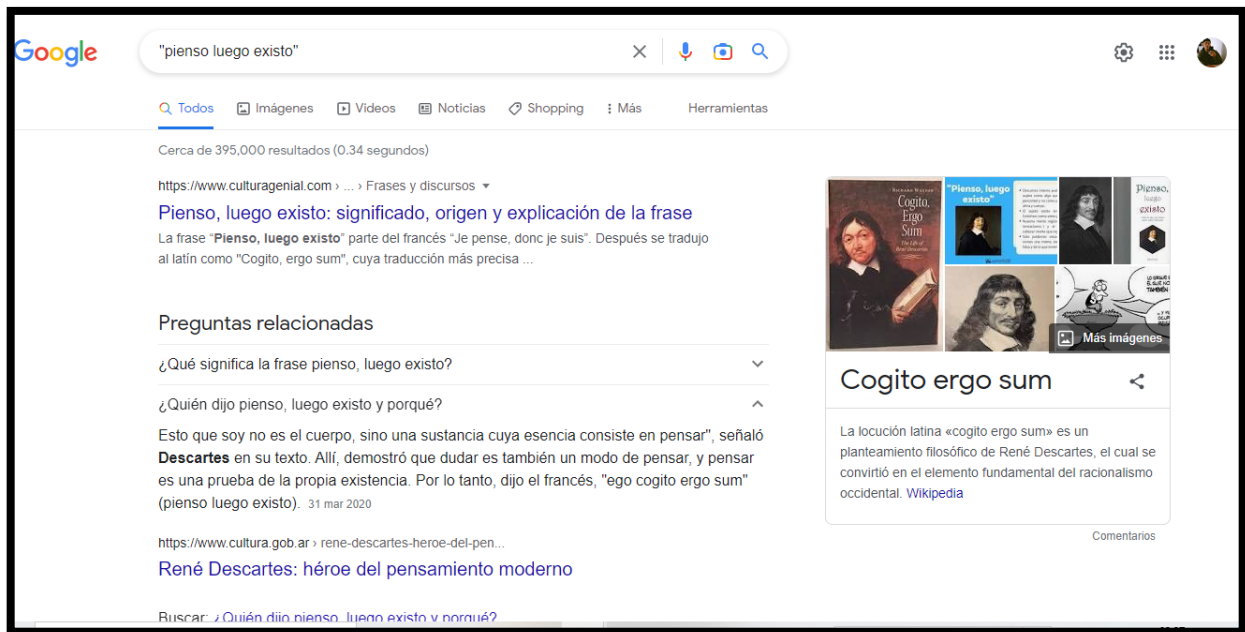 Google
"pienso luego existo"
Todos Imágenes Videos Noticias Shopping Más Herramientas
Cerca de 395,000 resultados (0.34 segundos)
https://www.culturagenial.com › ... › Frases y discursos
Pienso, luego existo: significado, origen y explicación de la frase
La frase “Pienso, luego existo” parte del francés “Je pense, donc je suis”. Después se tradujo
al latín como "Cogito, ergo sum", cuya traducción más precisa ...
Preguntas relacionadas
¿Qué significa la frase pienso, luego existo?
¿Quién dijo pienso, luego existo y porqué?
Esto que soy no es el cuerpo, sino una sustancia cuya esencia consiste en pensar", señaló
Descartes en su texto. Allí, demostró que dudar es también un modo de pensar, y pensar
es una prueba de la propia existencia. Por lo tanto, dijo el francés, "ego cogito ergo sum"
(pienso luego existo). 31 mar 2020
https://www.cultura.gob.ar › rene-descartes-heroe-del-pen...
René Descartes: héroe del pensamiento moderno
Buscar: ¿Quién dijo pienso, luego existo y porqué?
Cogito,
Ergo
Sum
"Pienso, luego
existo"
Pienso,
luego
existo
Más imágenes
Cogito ergo sum
La locución latina «cogito ergo sum» es un
planteamiento filosófico de René Descartes, el cual se
convirtió en el elemento fundamental del racionalismo
occidental. Wikipedia
Comentarios